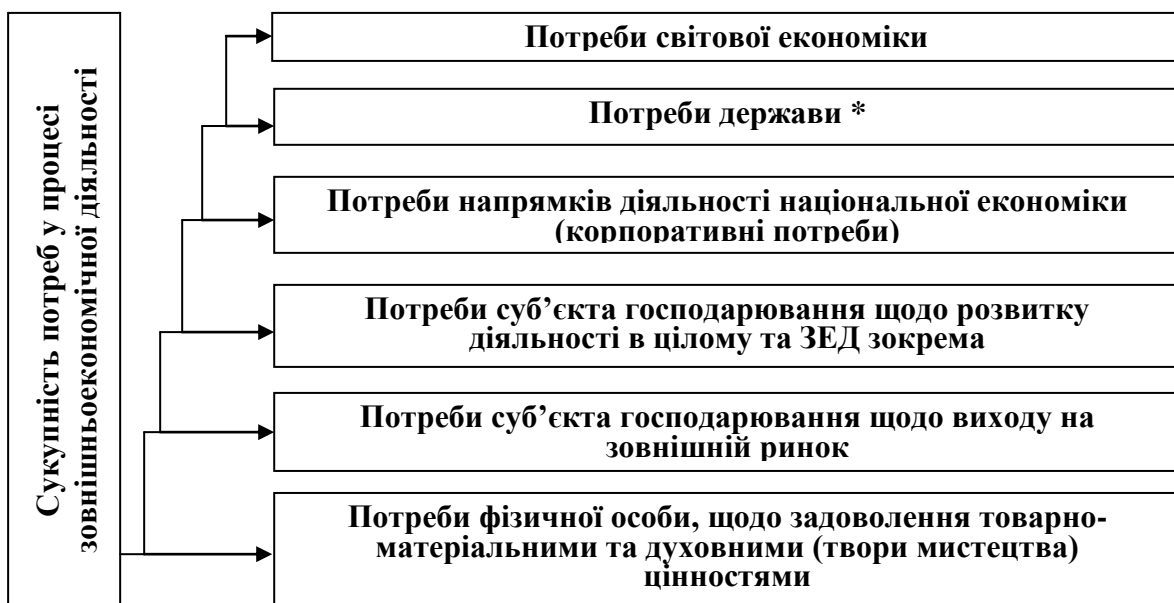 Сукупність потреб у процесі
зовнішньоекономічної діяльності
Потреби світової економіки
Потреби держави *
Потреби напрямків діяльності національної економіки
(корпоративні потреби)
Потреби суб’єкта господарювання щодо розвитку
діяльності в цілому та ЗЕД зокрема
Потреби суб’єкта господарювання щодо виходу на
зовнішній ринок
Потреби фізичної особи, щодо задоволення товарно-
матеріальними та духовними (твори мистецтва)
цінностями